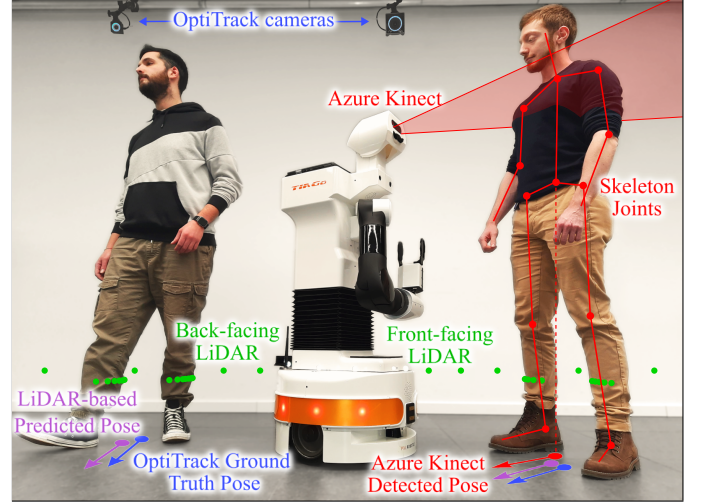 OptiTrack cameras
Azure Kinect
TIAGo
Skeleton
Joints
Back-facing
LiDAR
Front-facing
LiDAR
LiDAR-based
Predicted Pose
OptiTrack Ground
Truth Pose
Azure Kinect
Detected Pose